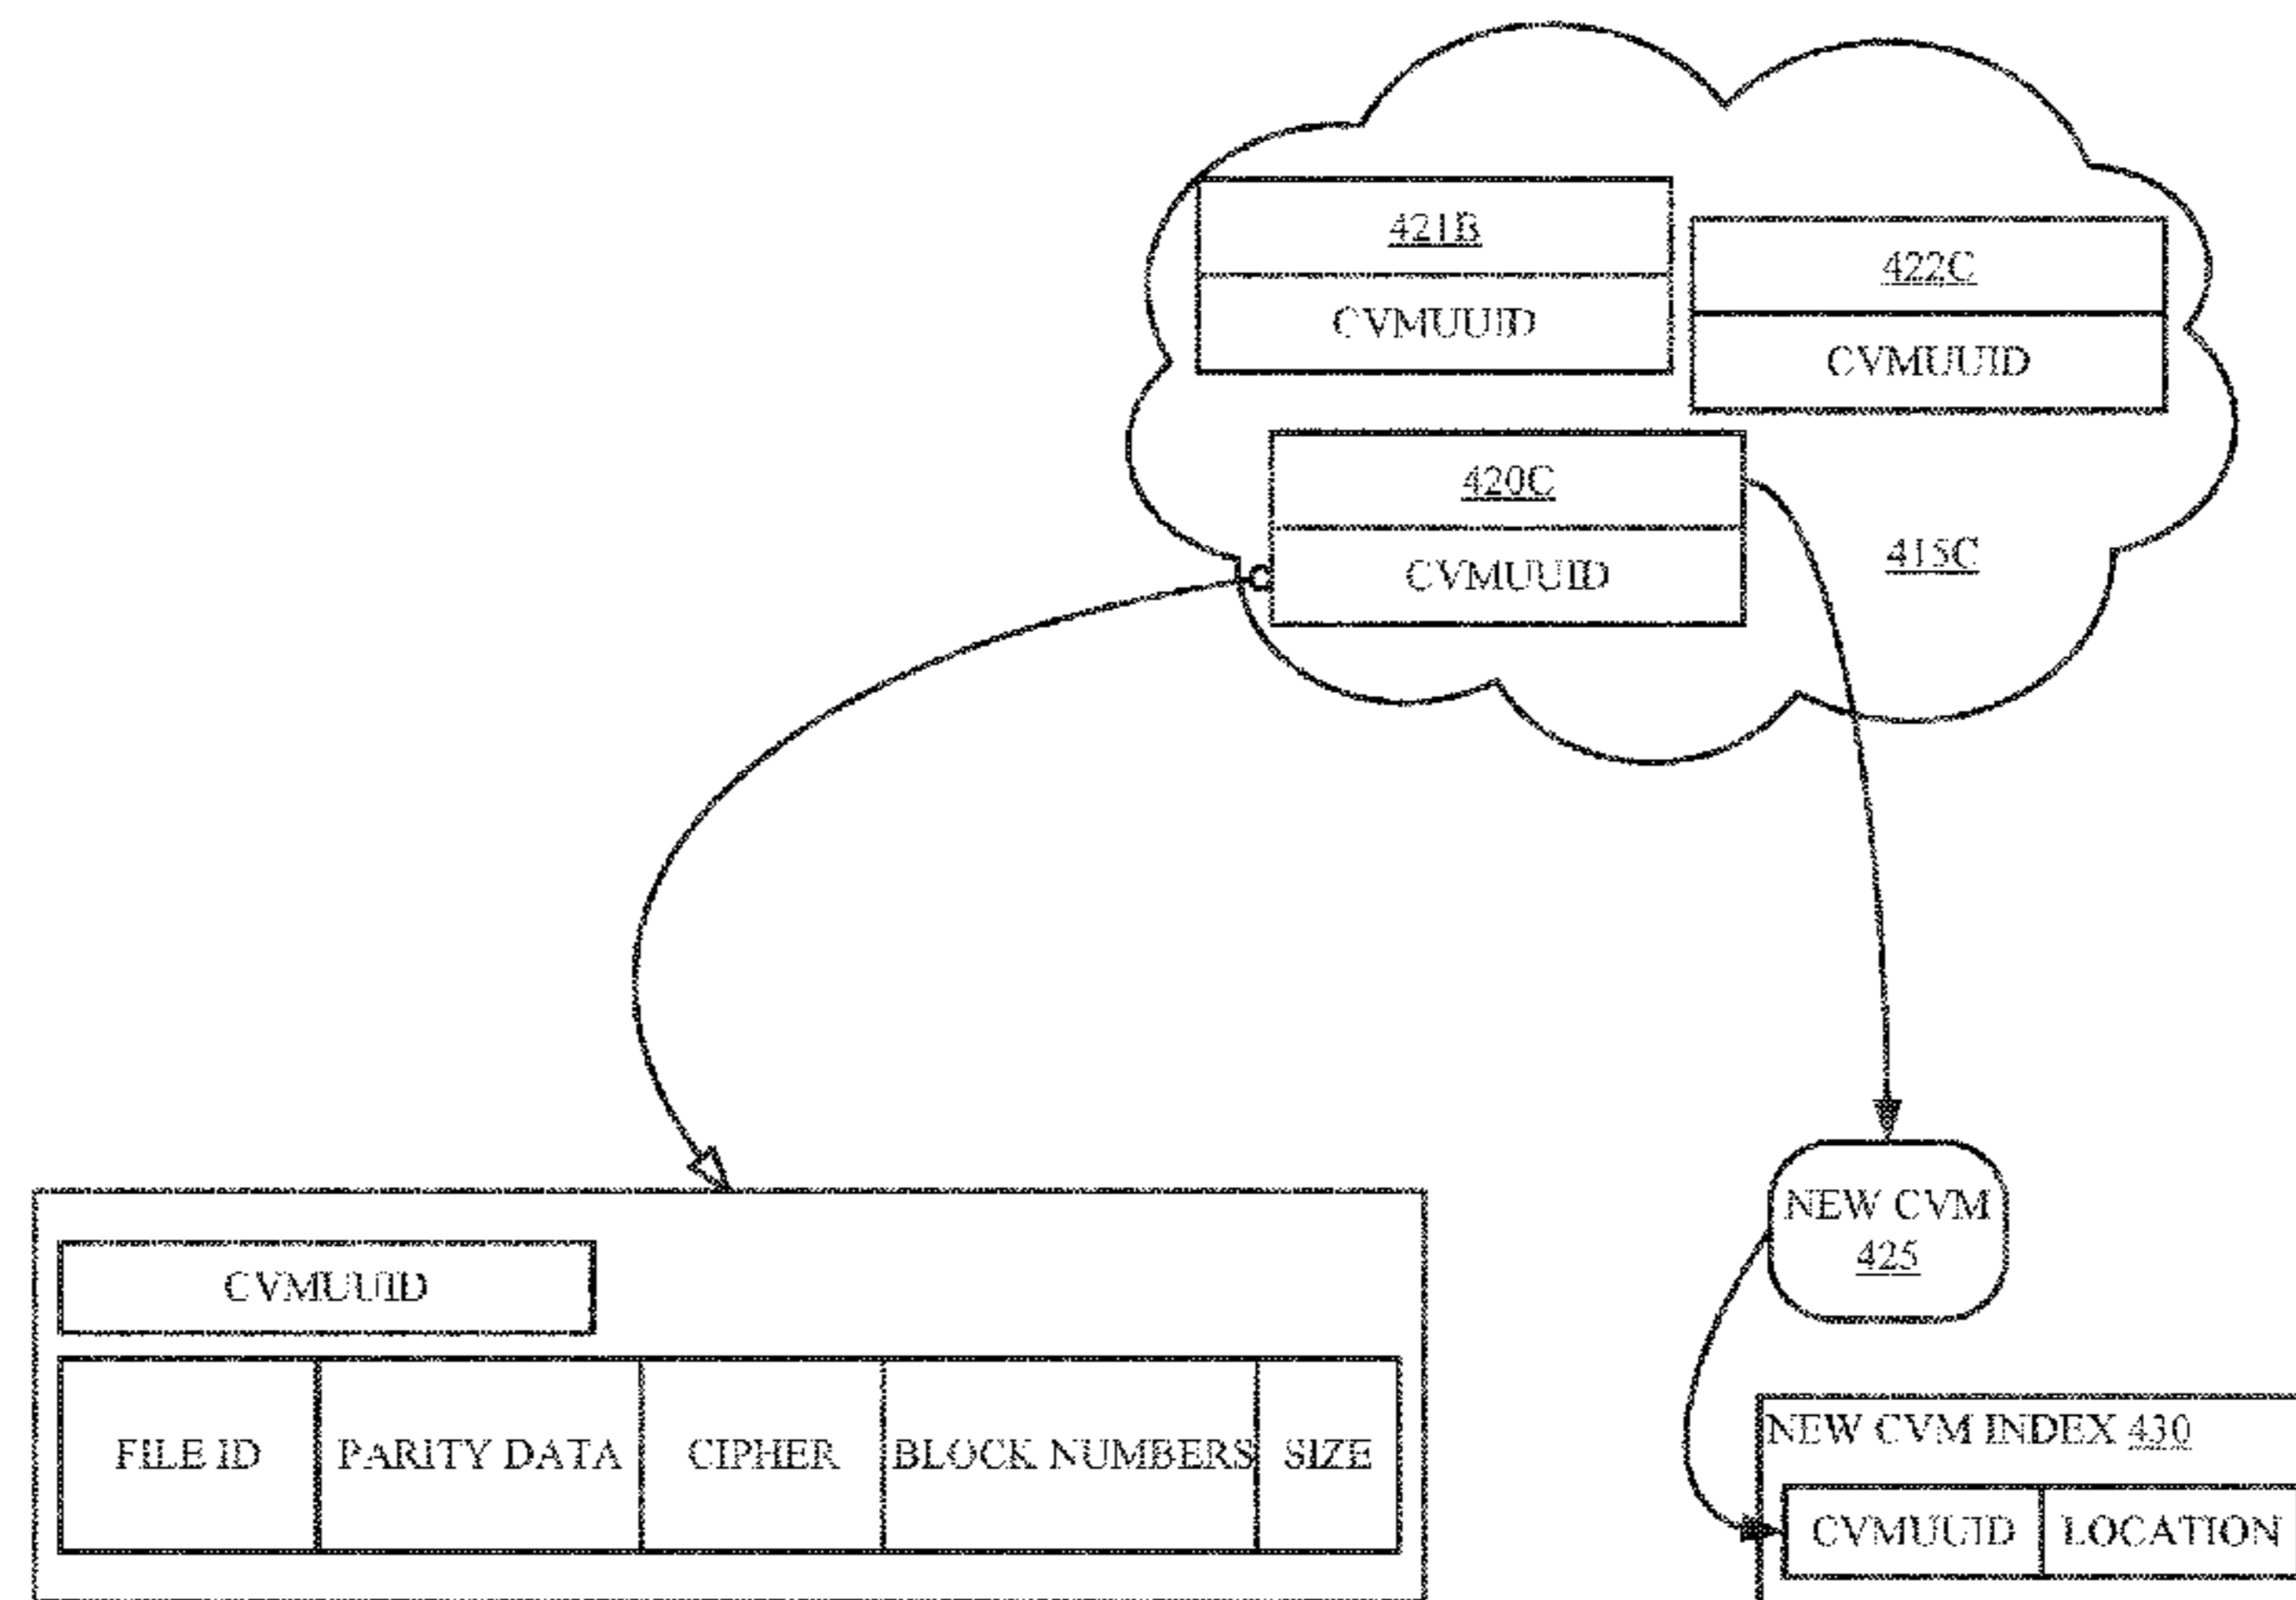 421B
CVMUUID
422C
CVMUUID
420C
CVMUUID
415C
NEW CVM
425
CVMUUID
FILE ID
PARITY DATA
CIPHER
BLOCK NUMBERS
SIZE
NEW CVM INDEX 430
CVMUUID
LOCATION